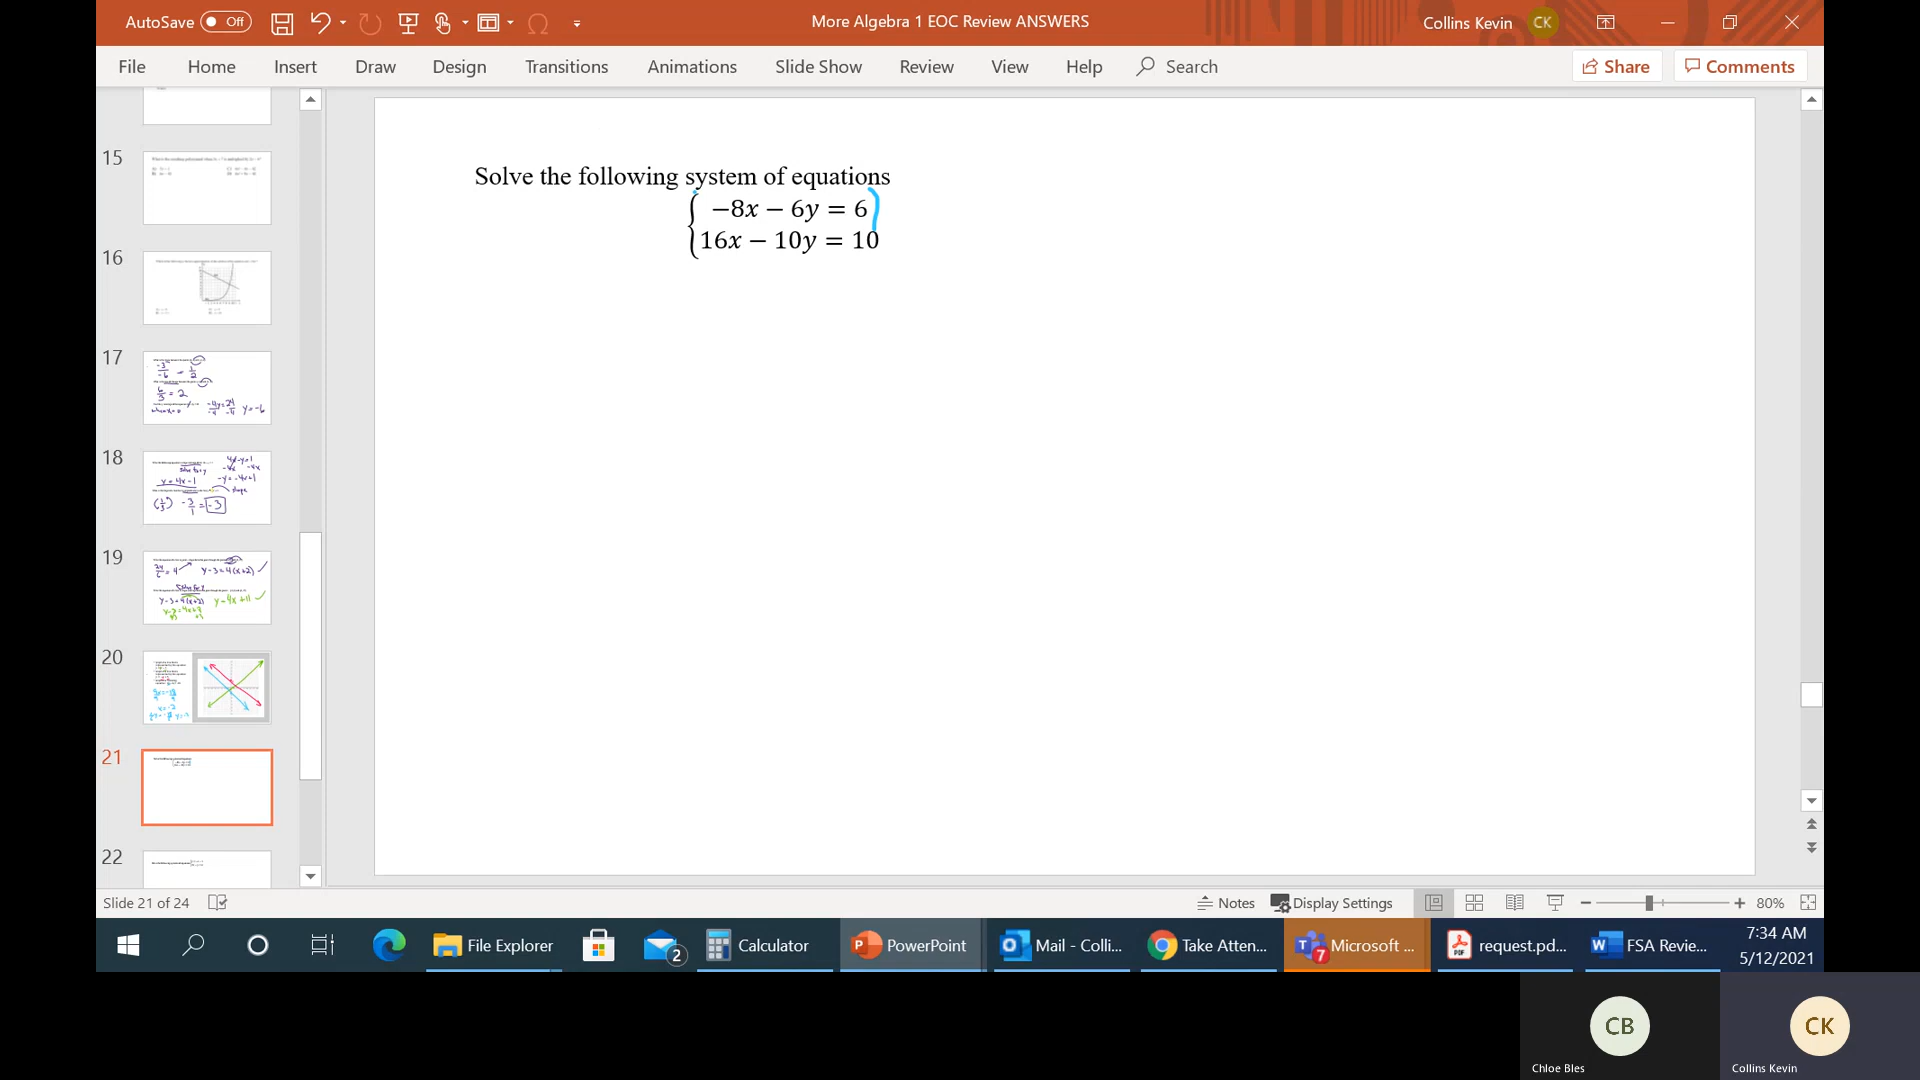 AutoSave Off
More Algebra 1 EOC Review ANSWERS
Collins Kevin CK
File Home Insert Draw Design Transitions Animations Slide Show Review View Help Search
Share Comments
15
16
17
18
19
20
21
22
Solve the following system of equations
−8x − 6y = 6
16x − 10y = 10
Slide 21 of 24
Notes Display Settings 80%
File Explorer
2
Calculator
PowerPoint
Mail - Colli...
Take Atten...
7 Microsoft ...
request.pd...
FSA Revie...
7:34 AM
5/12/2021
CB
Chloe Bles
CK
Collins Kevin